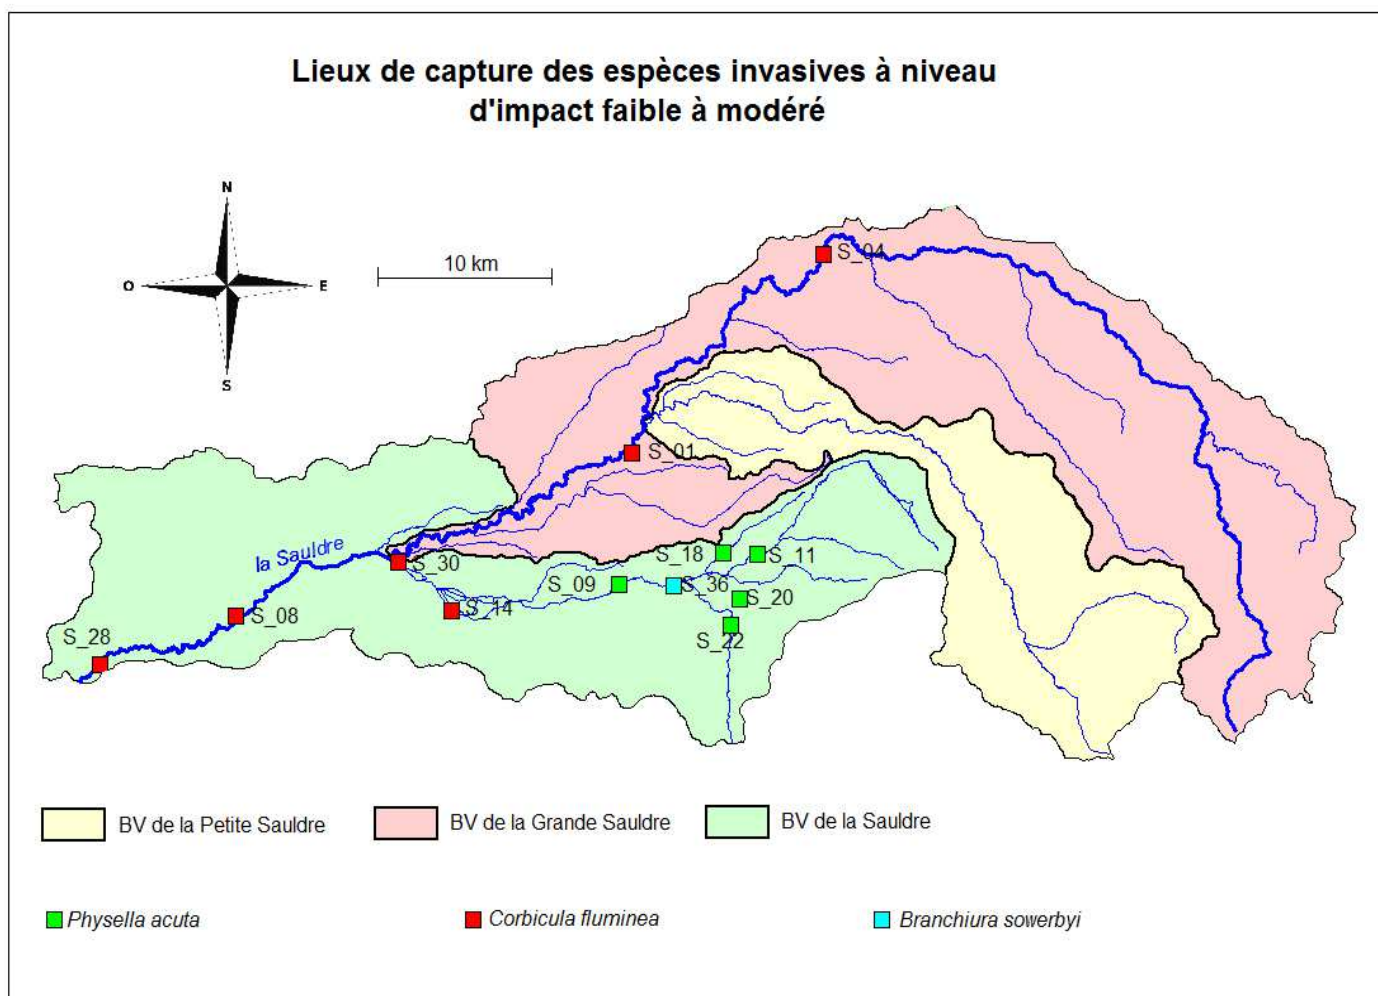 Lieux de capture des espèces invasives à niveau
d'impact faible à modéré
N
O
E
S
10 km
S_04
S_01
la Sauldre
S_30
S_18
S_11
S_09
S_36
S_20
S_14
S_08
S_22
S_28
BV de la Petite Sauldre
BV de la Grande Sauldre
BV de la Sauldre
Physella acuta
Corbicula fluminea
Branchiura sowerbyi